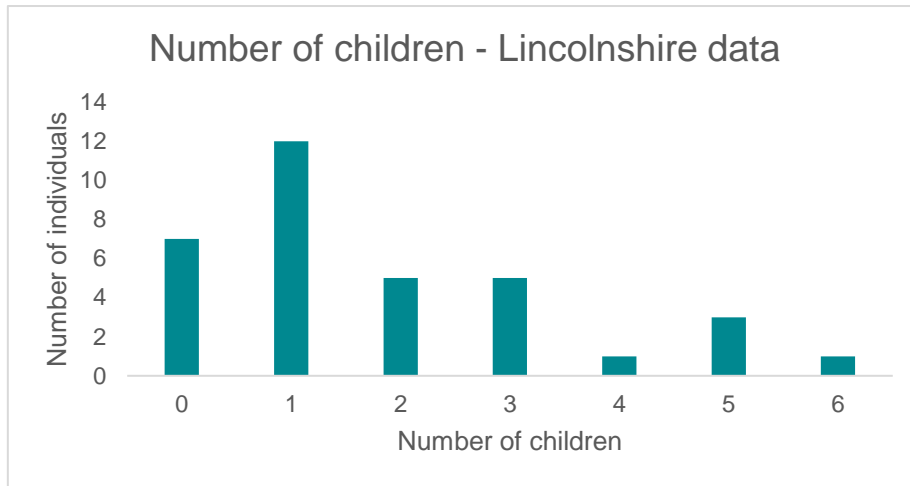 Number of children - Lincolnshire data
Number of individuals
14
12
10
8
6
4
2
0
0 1 2 3 4 5 6
Number of children